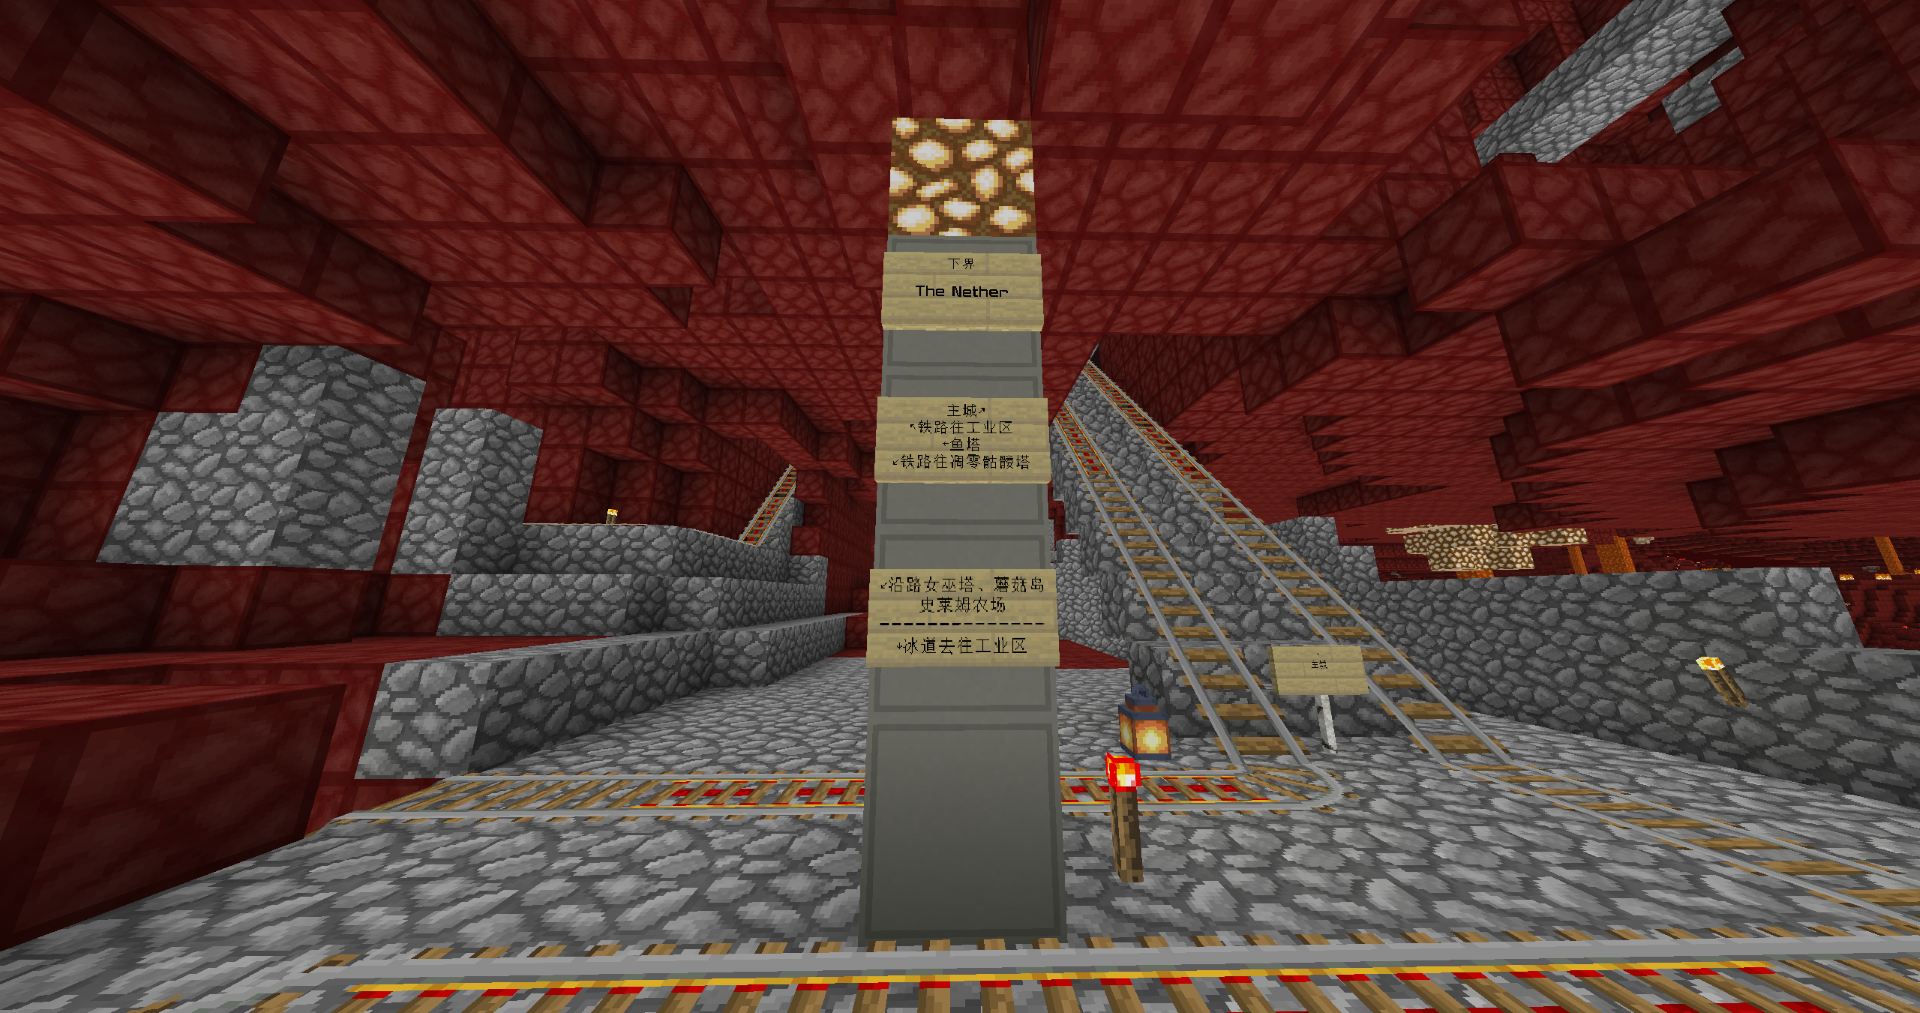 下界
The Nether
主城↗
↖铁路往工业区
←鱼塔
↙铁路往凋零骷髅塔
↙沿路女巫塔、蘑菇岛
史莱姆农场
----------------
↓冰道去往工业区
主城